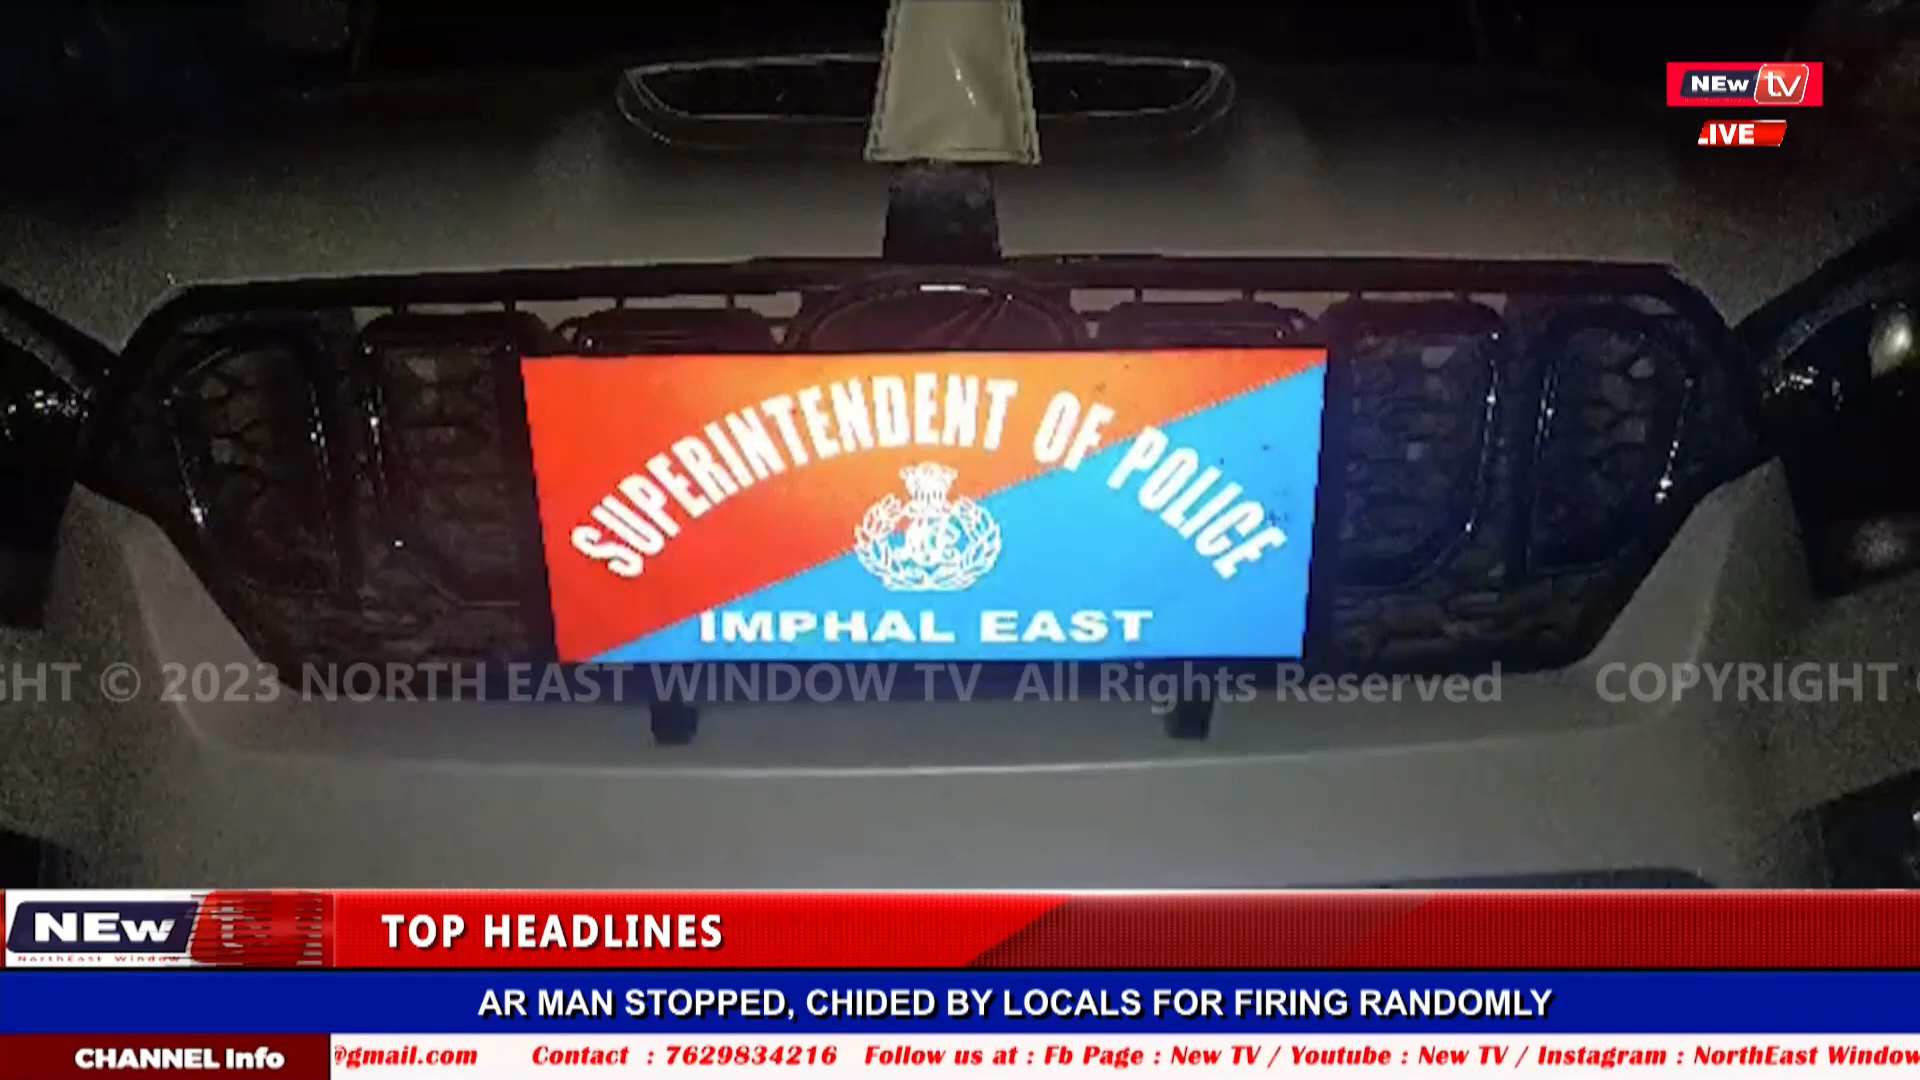 NEw tv
LIVE
SUPERINTENDENT OF POLICE
IMPHAL EAST
GHT © 2023 NORTH EAST WINDOW TV All Rights Reserved COPYRIGHT
NEw
NorthEast Window
TOP HEADLINES
AR MAN STOPPED, CHIDED BY LOCALS FOR FIRING RANDOMLY
CHANNEL Info
@gmail.com Contact : 7629834216 Follow us at : Fb Page : New TV / Youtube : New TV / Instagram : NorthEast Window